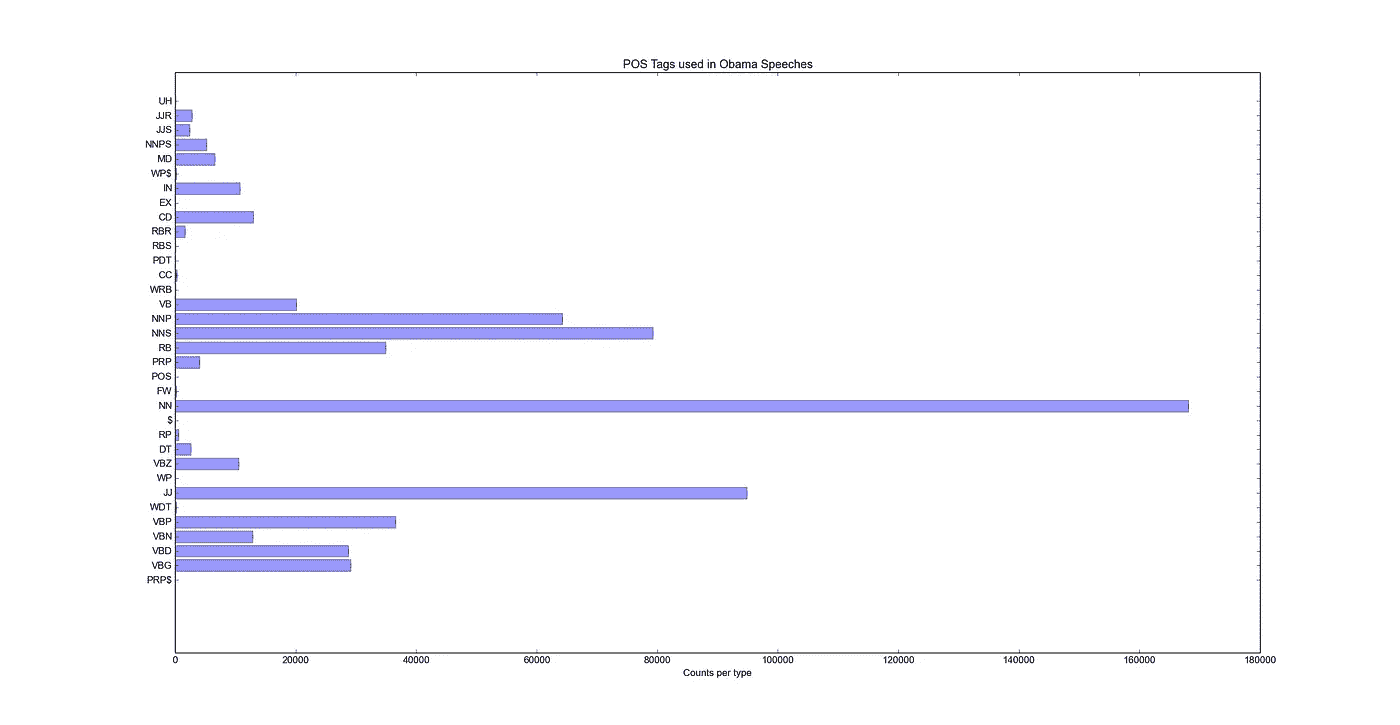 POS Tags used in Obama Speeches
UH
JJR
JJS
NNPS
MD
WP$
IN
EX
CD
RBR
RBS
PDT
CC
WRB
VB
NNP
NNS
RB
PRP
POS
FW
NN
$
RP
DT
VBZ
WP
JJ
WDT
VBP
VBN
VBD
VBG
PRP$
0 20000 40000 60000 80000 100000 120000 140000 160000 180000
Counts per type